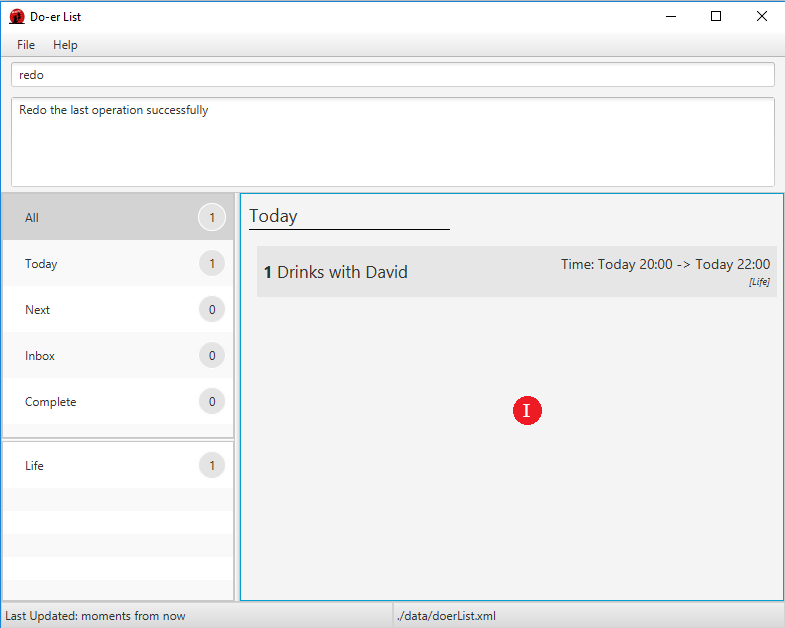 Do-er List
File Help
redo
Redo the last operation successfully
All 1
Today 1
Next 0
Inbox 0
Complete 0
Life 1
Today
1 Drinks with David
Time: Today 20:00 -> Today 22:00
[Life]
I
Last Updated: moments from now
./data/doerList.xml